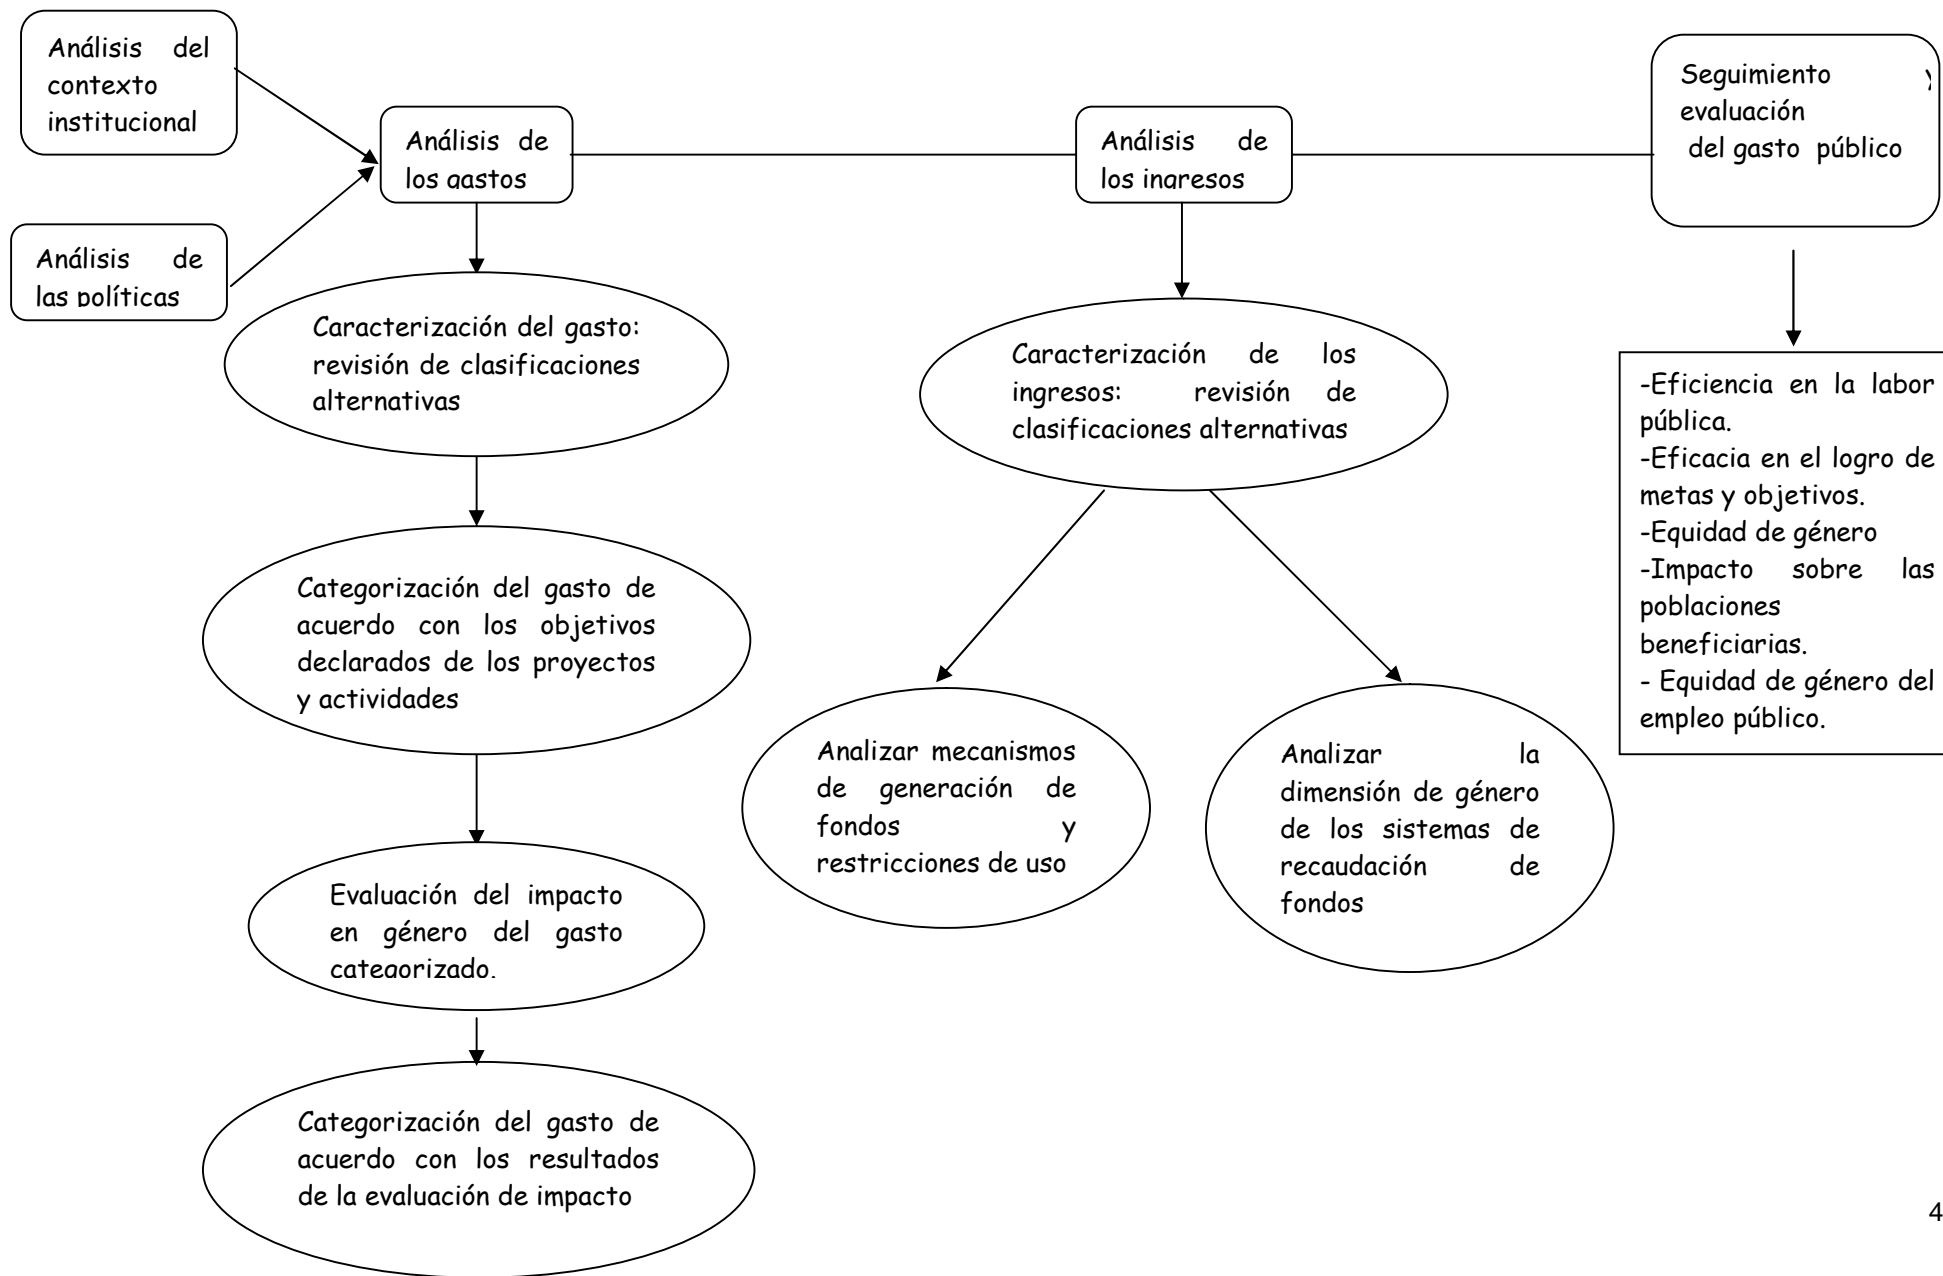 Análisis del
contexto
institucional
Análisis de
las políticas
Análisis de
los gastos
Análisis de
los ingresos
Seguimiento y
evaluación
del gasto público
Caracterización del gasto:
revisión de clasificaciones
alternativas
Categorización del gasto de
acuerdo con los objetivos
declarados de los proyectos
y actividades
Evaluación del impacto
en género del gasto
categorizado.
Categorización del gasto de
acuerdo con los resultados
de la evaluación de impacto
Caracterización de los
ingresos: revisión de
clasificaciones alternativas
Analizar mecanismos
de generación de
fondos y
restricciones de uso
Analizar la
dimensión de género
de los sistemas de
recaudación de
fondos
-Eficiencia en la labor
pública.
-Eficacia en el logro de
metas y objetivos.
-Equidad de género
-Impacto sobre las
poblaciones
beneficiarias.
- Equidad de género del
empleo público.
4